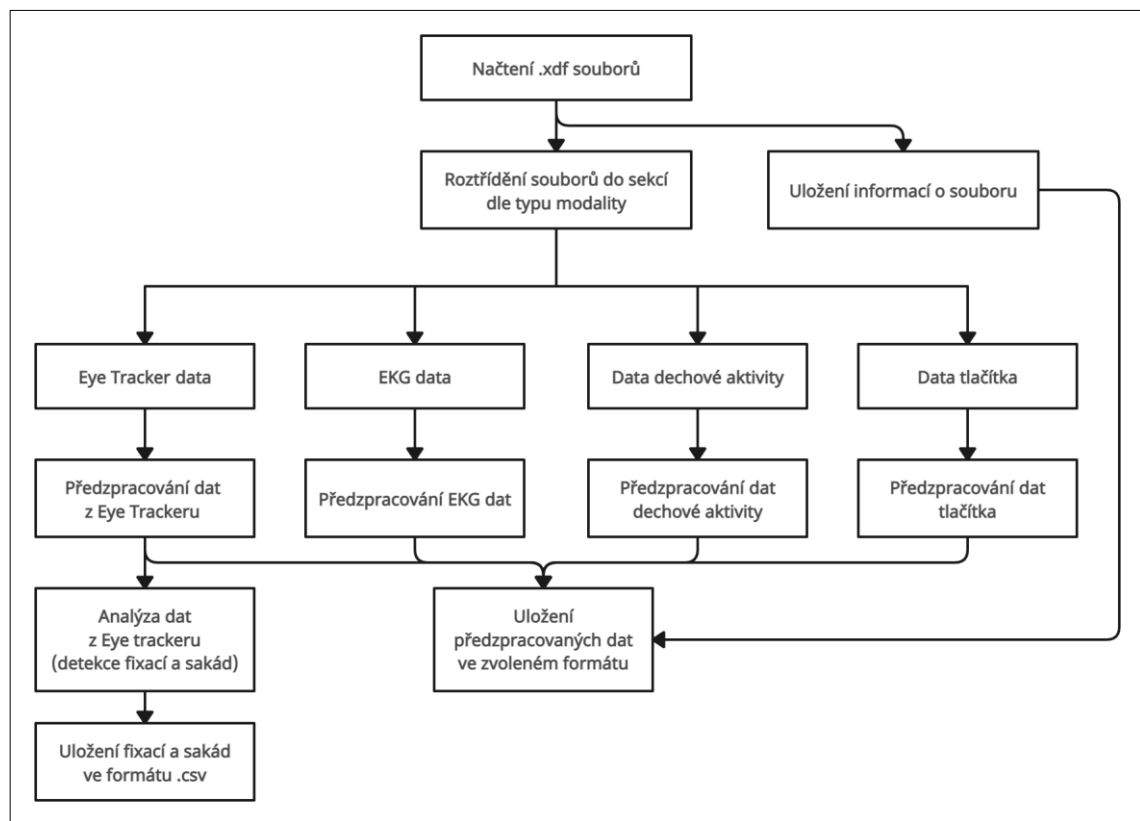 Načtení .xdf souborů
Roztřídění souborů do sekcí
dle typu modality
Uložení informací o souboru
Eye Tracker data
EKG data
Data dechové aktivity
Data tlačítka
Předzpracování dat
z Eye Trackeru
Předzpracování EKG dat
Předzpracování dat
dechové aktivity
Předzpracování dat
tlačítka
Analýza dat
z Eye trackeru
(detekce fixací a sakád)
Uložení
předzpracovaných dat
ve zvoleném formátu
Uložení fixací a sakád
ve formátu .csv